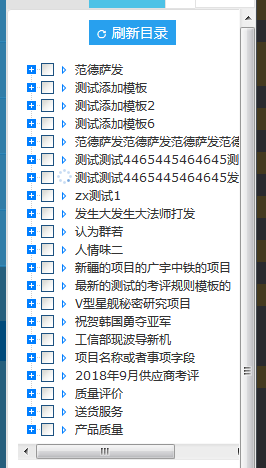 刷新目录
范德萨发
测试添加模板
测试添加模板2
测试添加模板6
范德萨发范德萨发范德萨发范德
测试测试4465445464645测
测试测试4465445464645发
zx测试1
发生大发生大法师打发
认为群若
人情味二
新疆的项目的广宇中铁的项目
最新的测试的考评规则模板的
V型星舰秘密研究项目
祝贺韩国勇夺亚军
工信部现波导新机
项目名称或者事项字段
2018年9月供应商考评
质量评价
送货服务
产品质量